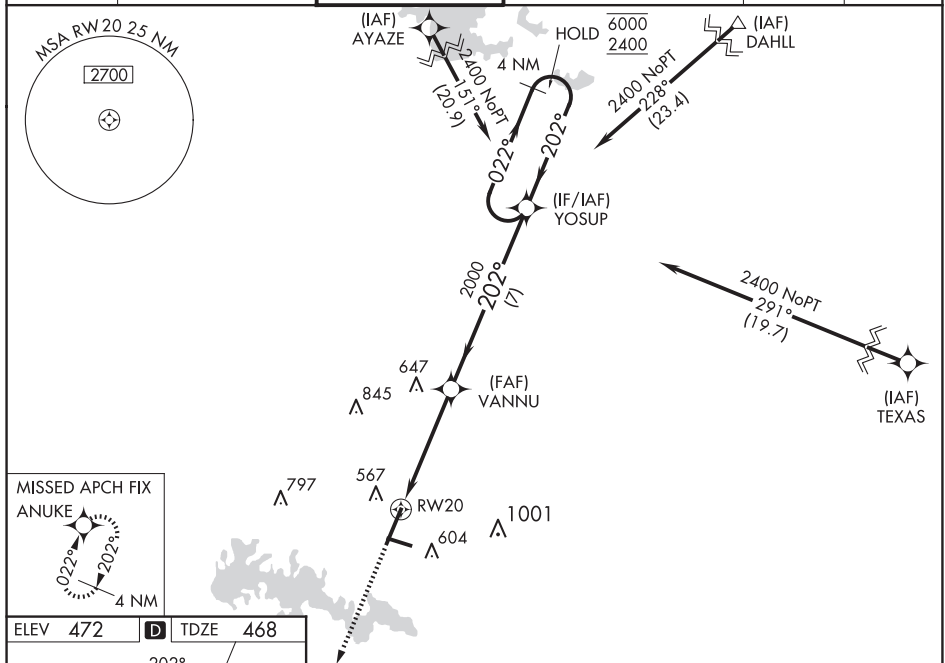 MSA RW20 25 NM
2700
(IAF)
AYAZE
2400 NoPT
151°
(20.9)
HOLD
6000
2400
4 NM
022°
202°
(IAF)
DAHLL
2400 NoPT
228°
(23.4)
(IF/IAF)
YOSUP
2000
202°
(7)
2400 NoPT
291°
(19.7)
(IAF)
TEXAS
647
845
(FAF)
VANNU
797
567
RW20
1001
604
MISSED APCH FIX
ANUKE
022°
202°
4 NM
ELEV 472 D TDZE 468
202°